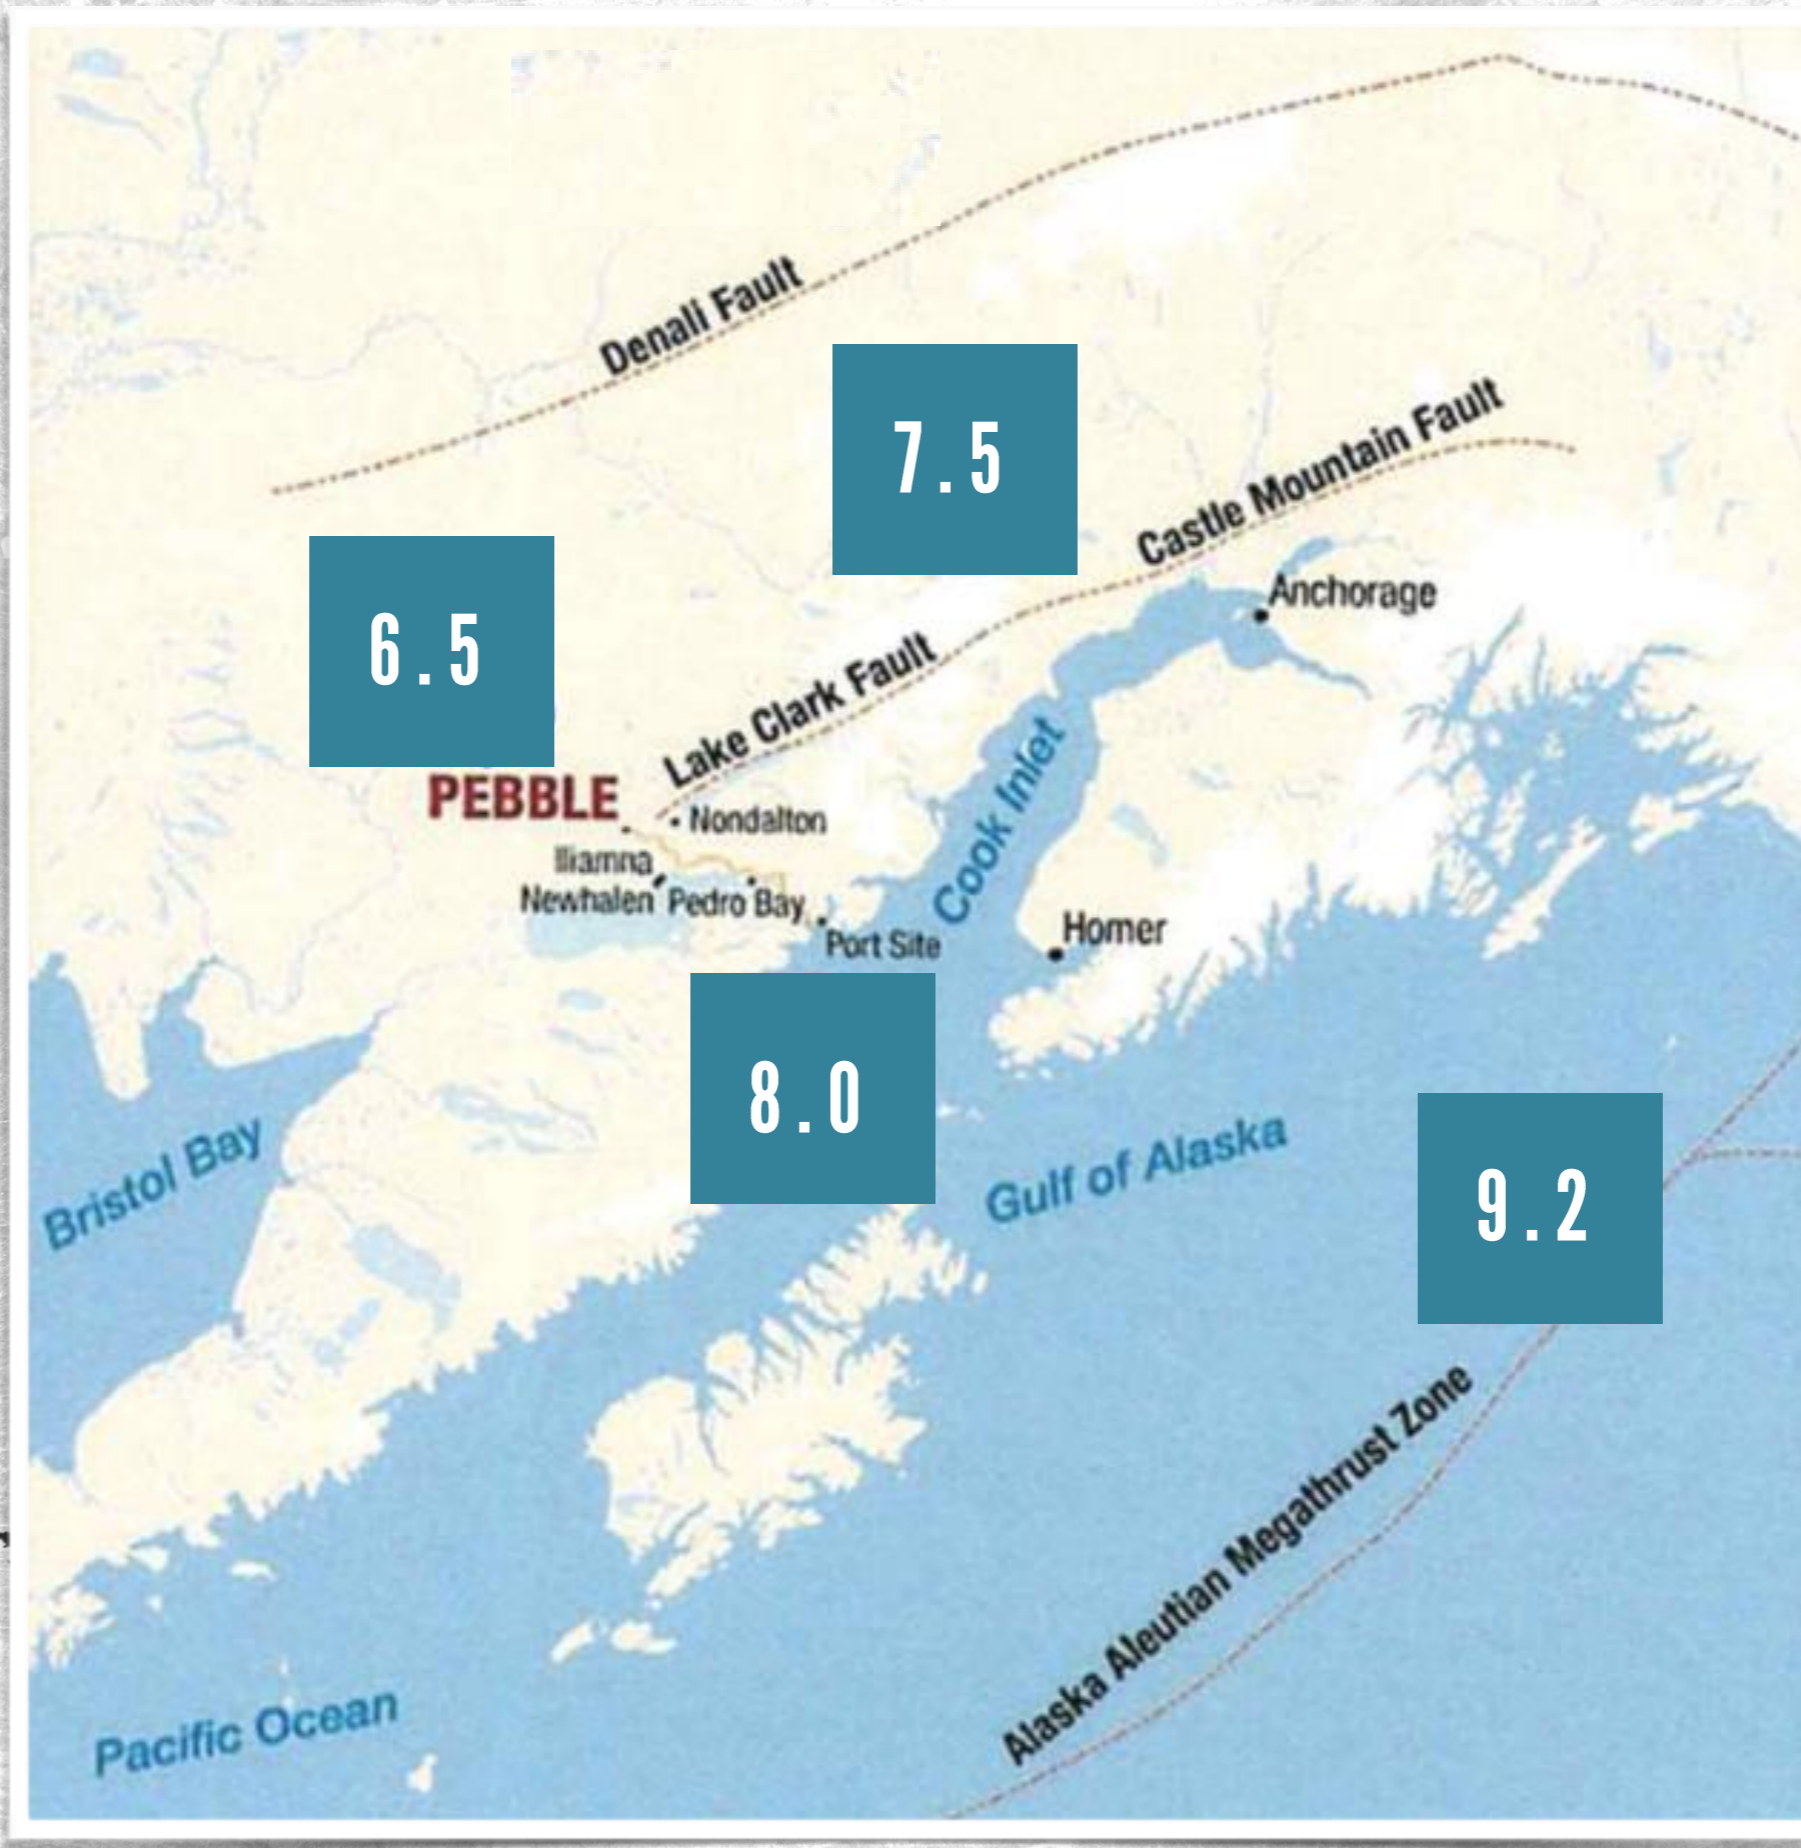 Denali Fault
7.5
Castle Mountain Fault
6.5
Anchorage
Lake Clark Fault
PEBBLE
Nondalton
Cook Inlet
Iliamna
Newhalen
Pedro Bay
Port Site
Homer
8.0
Bristol Bay
Gulf of Alaska
9.2
Alaska Aleutian Megathrust Zone
Pacific Ocean